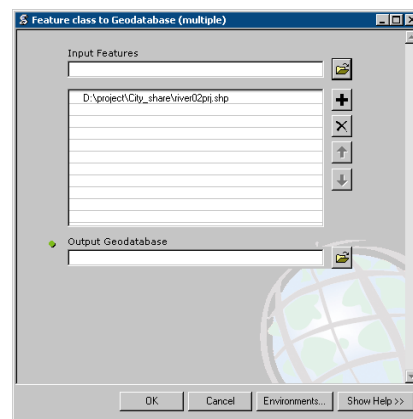 Feature class to Geodatabase (multiple)
Input Features
D:\project\City_share\river02prj.shp
Output Geodatabase
OK
Cancel
Environments...
Show Help >>